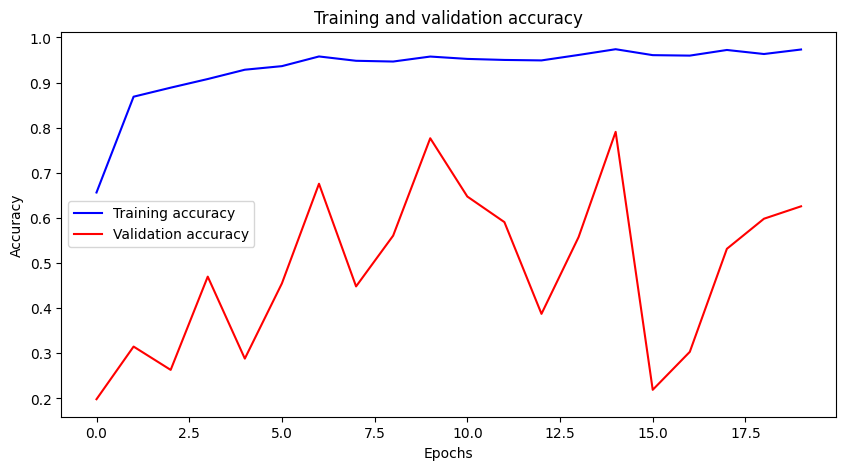 Training and validation accuracy
1.0
0.9
0.8
0.7
0.6
0.5
0.4
0.3
0.2
Accuracy
Training accuracy
Validation accuracy
0.0 2.5 5.0 7.5 10.0 12.5 15.0 17.5
Epochs